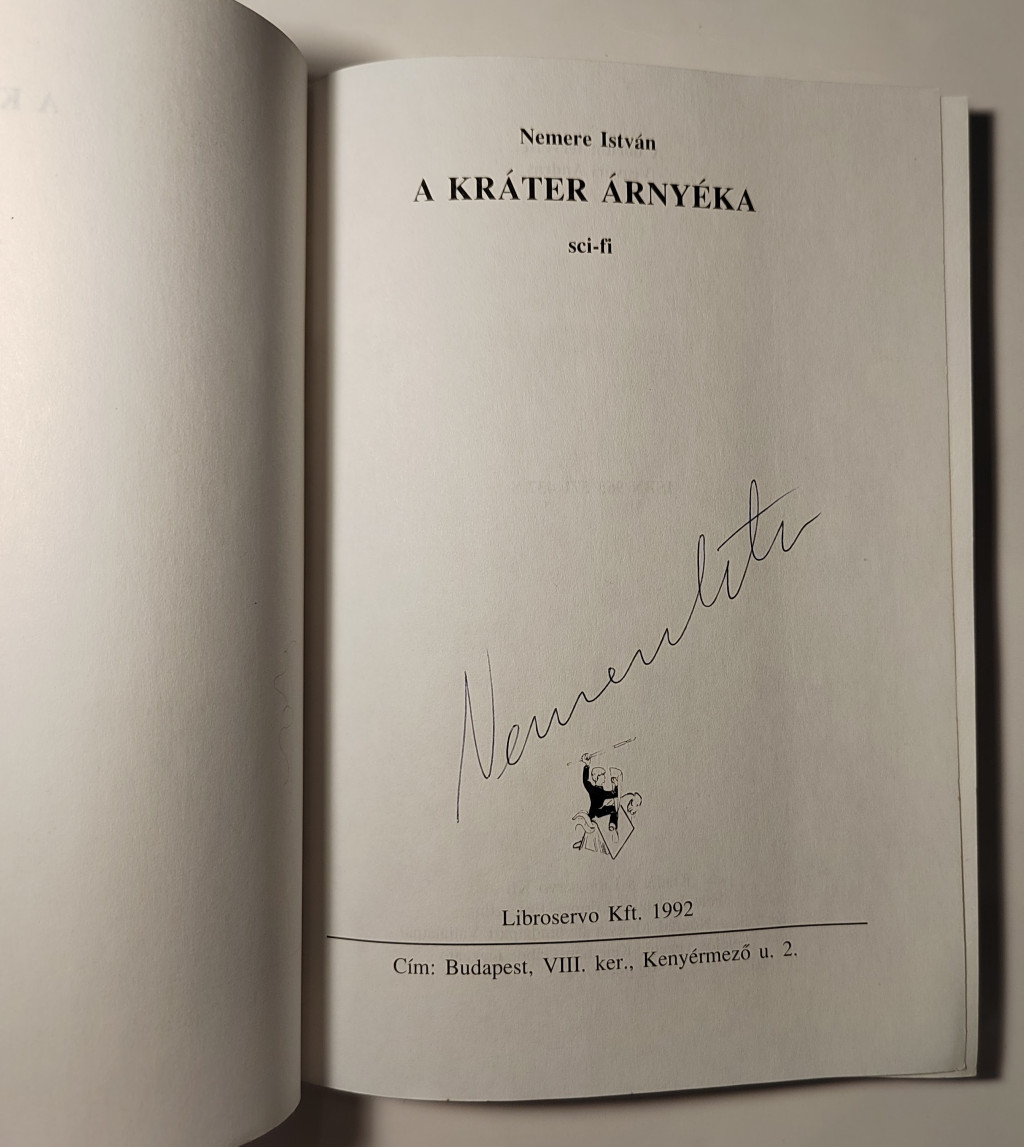 Nemere István
A KRÁTER ÁRNYÉKA
sci-fi
Libroservo Kft. 1992
Cím: Budapest, VIII. ker., Kenyérmező u. 2.